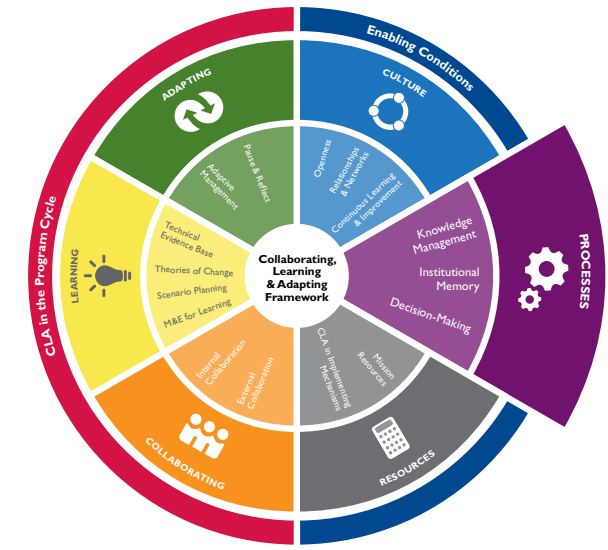 Enabling Conditions
CLA in the Program Cycle
ADAPTING
Adaptive
Management
Pause & Reflect
CULTURE
Openness
Relationships
& Networks
Continuous Learning
& Improvement
PROCESSES
Knowledge
Management
Institutional
Memory
Decision-Making
LEARNING
Technical
Evidence Base
Theories of Change
Scenario Planning
M&E for Learning
Collaborating,
Learning
& Adapting
Framework
COLLABORATING
Internal
Collaboration
External
Collaboration
RESOURCES
CLA in Implementing
Mechanisms
Mission
Resources